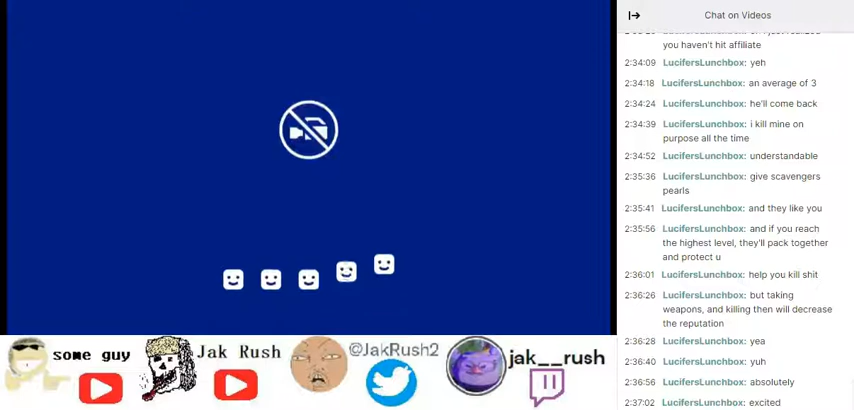 Chat on Videos
you haven't hit affiliate
2:34:09 LucifersLunchbox: yeh
2:34:18 LucifersLunchbox: an average of 3
2:34:24 LucifersLunchbox: he'll come back
2:34:39 LucifersLunchbox: i kill mine on
purpose all the time
2:34:52 LucifersLunchbox: understandable
2:35:36 LucifersLunchbox: give scavengers
pearls
2:35:41 LucifersLunchbox: and they like you
2:35:56 LucifersLunchbox: and if you reach
the highest level, they'll pack together
and protect u
2:36:01 LucifersLunchbox: help you kill shit
2:36:26 LucifersLunchbox: but taking
weapons, and killing then will decrease
the reputation
2:36:28 LucifersLunchbox: yea
2:36:40 LucifersLunchbox: yuh
2:36:56 LucifersLunchbox: absolutely
2:37:02 LucifersLunchbox: excited
some guy
Jak Rush
@JakRush2
jak__rush